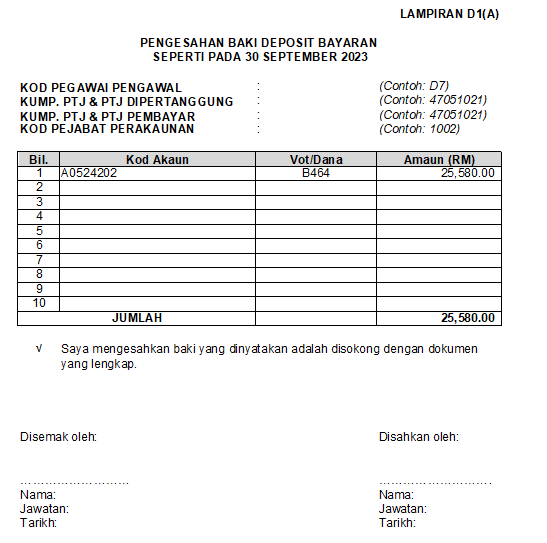 LAMPIRAN D1(A)
PENGESAHAN BAKI DEPOSIT BAYARAN
SEPERTI PADA 30 SEPTEMBER 2023
KOD PEGAWAI PENGAWAL : (Contoh: D7)
KUMP. PTJ & PTJ DIPERTANGGUNG : (Contoh: 47051021)
KUMP. PTJ & PTJ PEMBAYAR : (Contoh: 47051021)
KOD PEJABAT PERAKAUNAN : (Contoh: 1002)
Bil. Kod Akaun Vot/Dana Amaun (RM)
1 A0524202 B464 25,580.00
2
3
4
5
6
7
8
9
10
JUMLAH 25,580.00
√ Saya mengesahkan baki yang dinyatakan adalah disokong dengan dokumen
yang lengkap.
Disemak oleh: Disahkan oleh:
………………………. ……………………….
Nama: Nama:
Jawatan: Jawatan:
Tarikh: Tarikh: